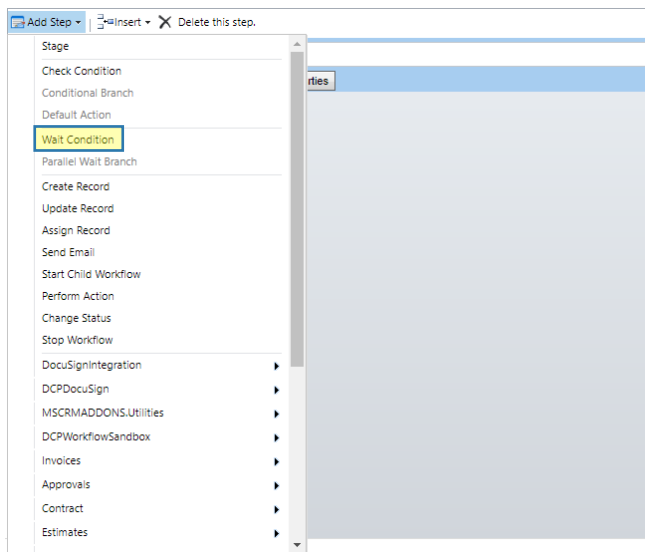 Add Step Insert Delete this step.
Stage
Check Condition
rties
Conditional Branch
Default Action
Wait Condition
Parallel Wait Branch
Create Record
Update Record
Assign Record
Send Email
Start Child Workflow
Perform Action
Change Status
Stop Workflow
DocuSignIntegration
DCPDocuSign
MSCRMADDONS.Utilities
DCPWorkflowSandbox
Invoices
Approvals
Contract
Estimates